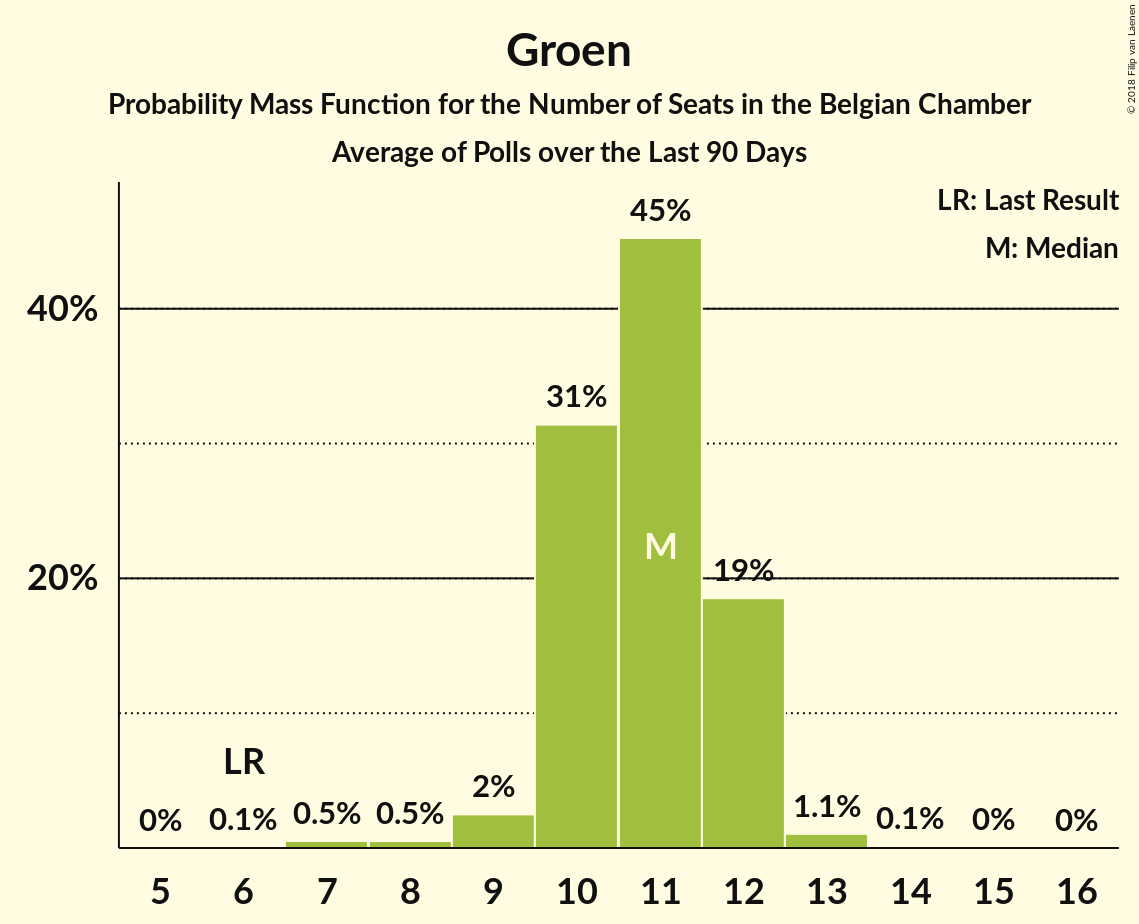 Groen
Probability Mass Function for the Number of Seats in the Belgian Chamber
Average of Polls over the Last 90 Days
© 2018 Filip van Laenen
LR: Last Result
M: Median
45%
40%
31%
M
20%
19%
LR
2%
0%
0.1%
0.5%
0.5%
1.1%
0.1%
0%
0%
5 6 7 8 9 10 11 12 13 14 15 16